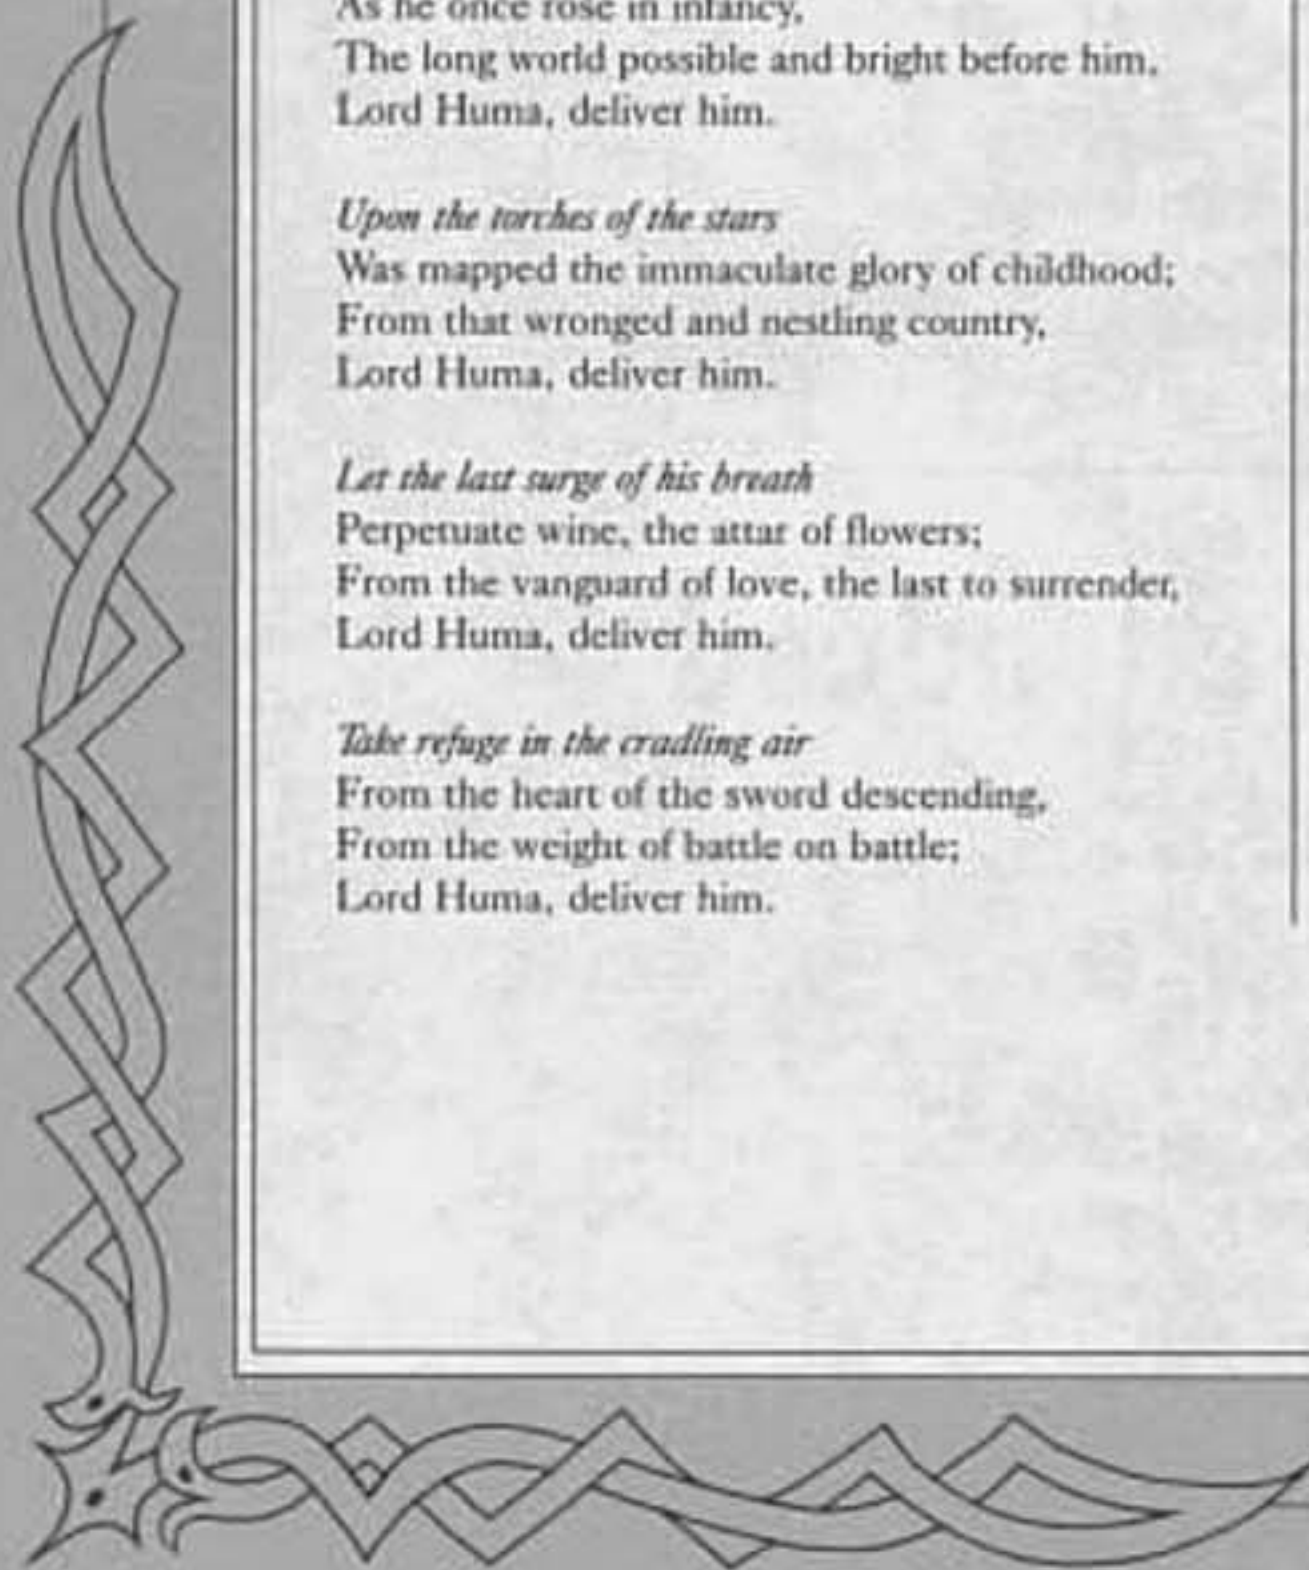 As he once rose in infancy,
The long world possible and bright before him,
Lord Huma, deliver him.
Upon the torches of the stars
Was mapped the immaculate glory of childhood;
From that wronged and nestling country,
Lord Huma, deliver him.
Let the last surge of his breath
Perpetuate wine, the attar of flowers;
From the vanguard of love, the last to surrender,
Lord Huma, deliver him.
Take refuge in the cradling air
From the heart of the sword descending,
From the weight of battle on battle;
Lord Huma, deliver him.